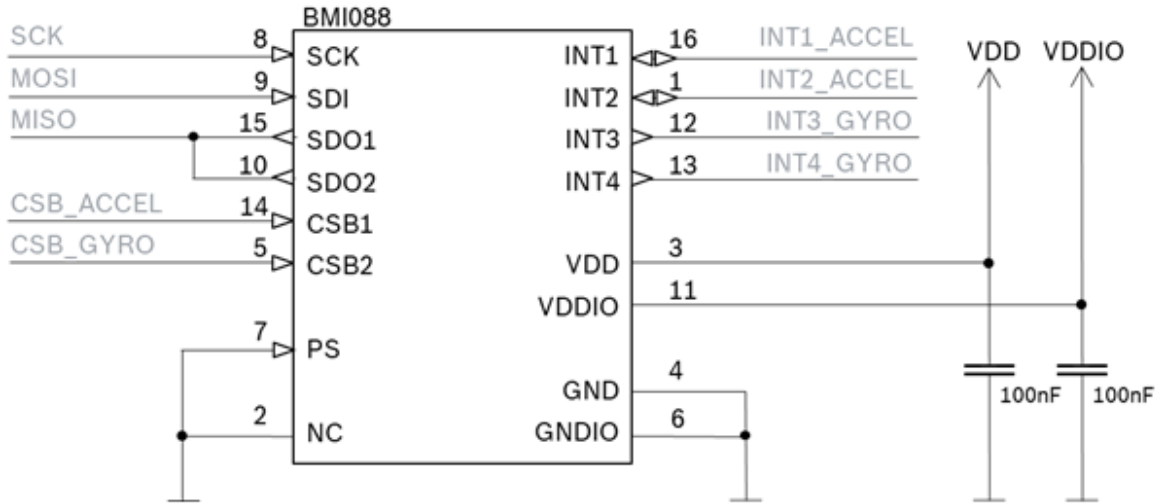 BMI088
SCK 8 SCK
MOSI 9 SDI
MISO 15 SDO1
10 SDO2
CSB_ACCEL 14 CSB1
CSB_GYRO 5 CSB2
7 PS
2 NC
INT1 16 INT1_ACCEL
INT2 1 INT2_ACCEL
INT3 12 INT3_GYRO
INT4 13 INT4_GYRO
VDD 3
VDDIO 11
GND 4
GNDIO 6
VDD VDDIO
100nF 100nF